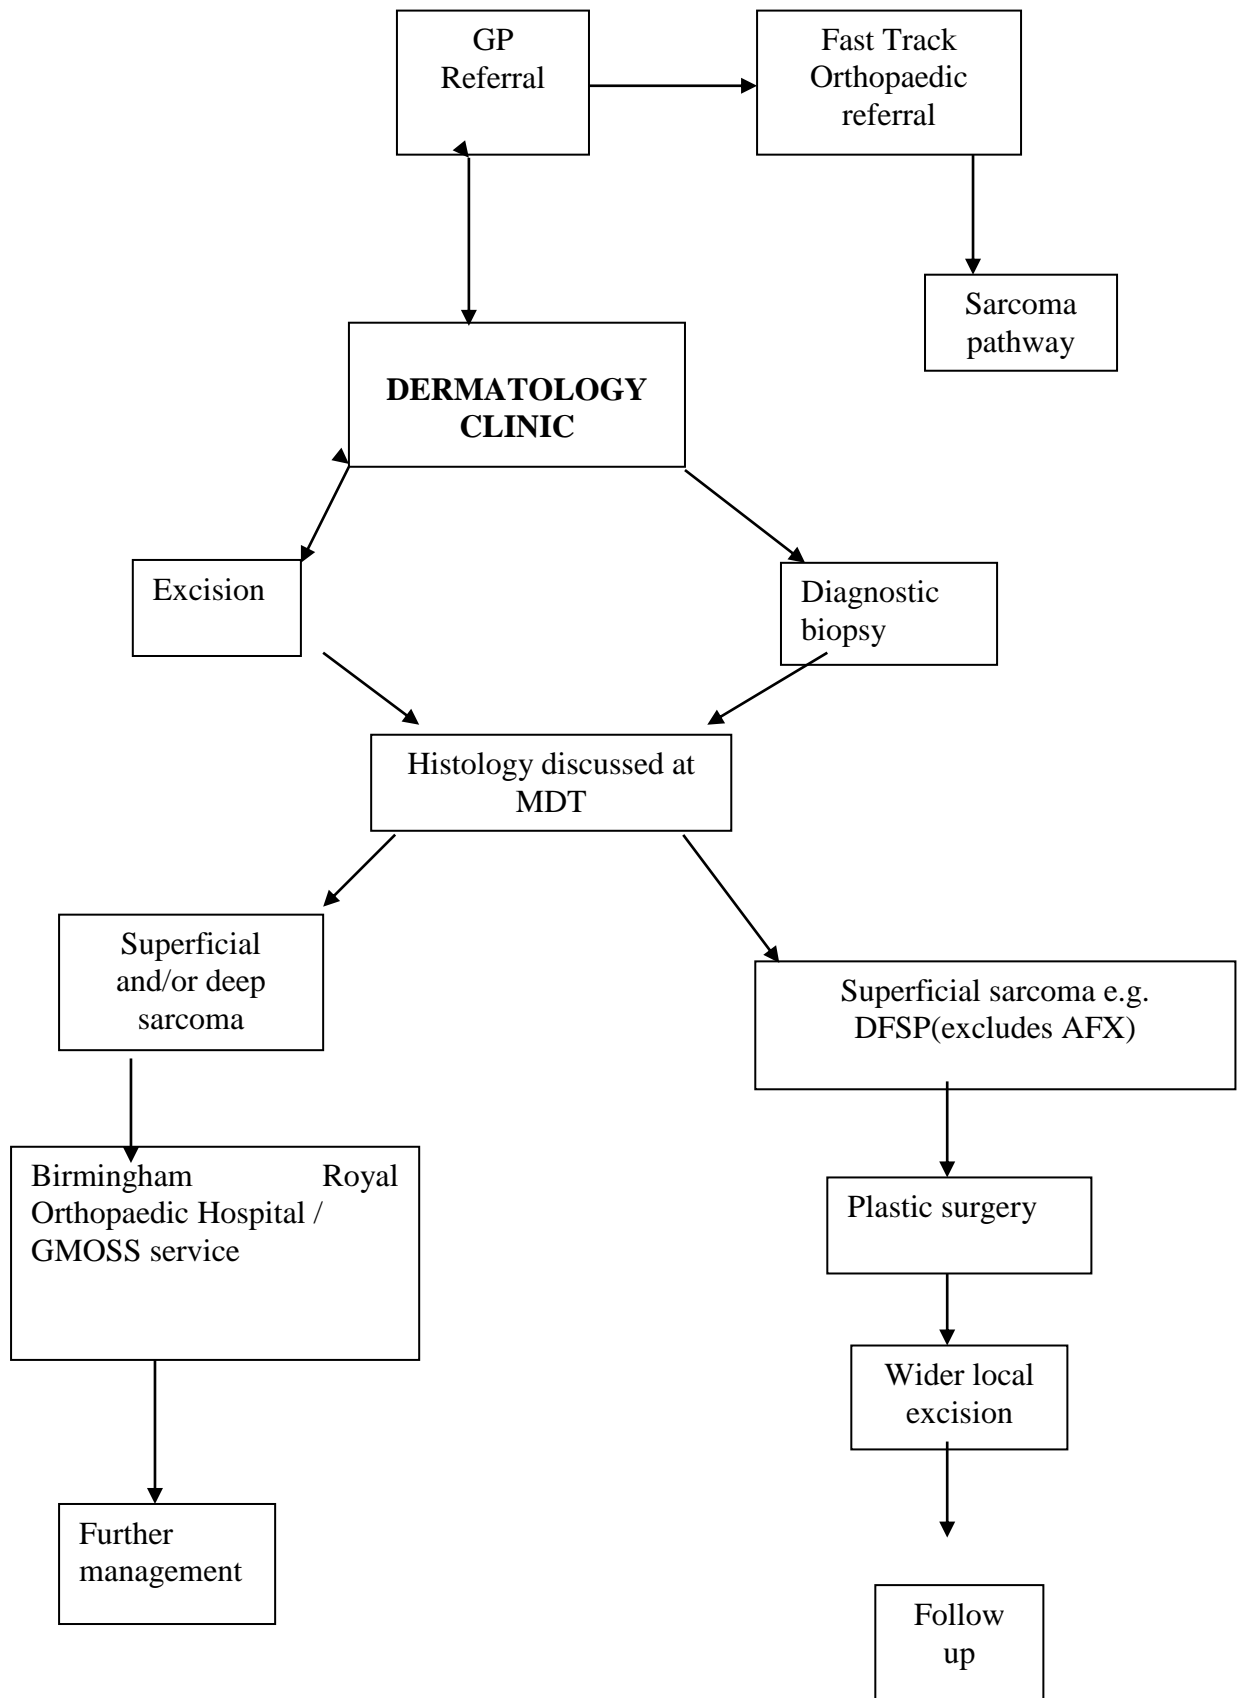 GP
Referral
Fast Track
Orthopaedic
referral
Sarcoma
pathway
DERMATOLOGY
CLINIC
Excision
Diagnostic
biopsy
Histology discussed at
MDT
Superficial
and/or deep
sarcoma
Superficial sarcoma e.g.
DFSP(excludes AFX)
Birmingham Royal
Orthopaedic Hospital /
GMOSS service
Plastic surgery
Wider local
excision
Further
management
Follow
up